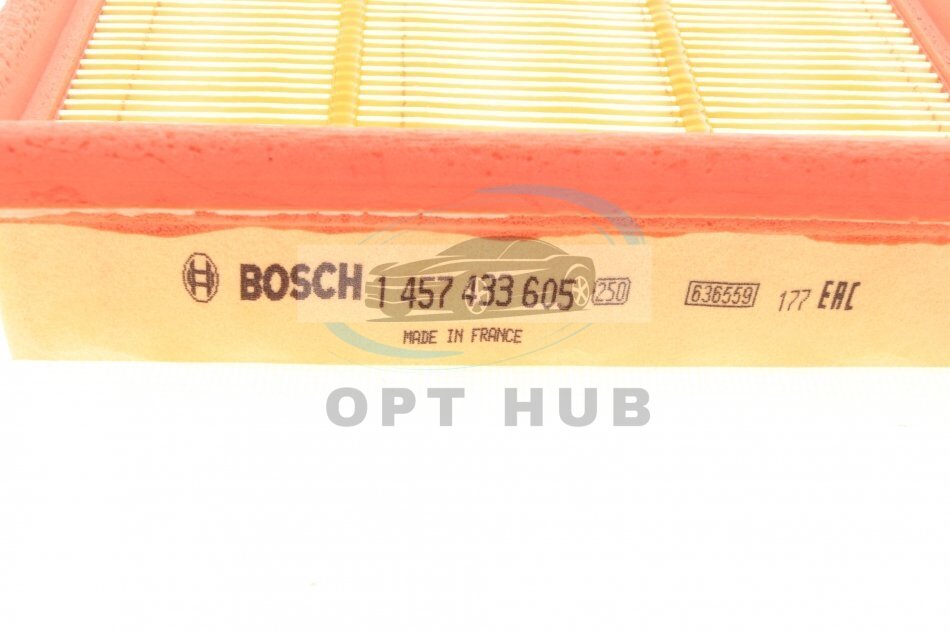 BOSCH 1 457 433 605 250 636559 177 EAC
MADE IN FRANCE
OPT HUB